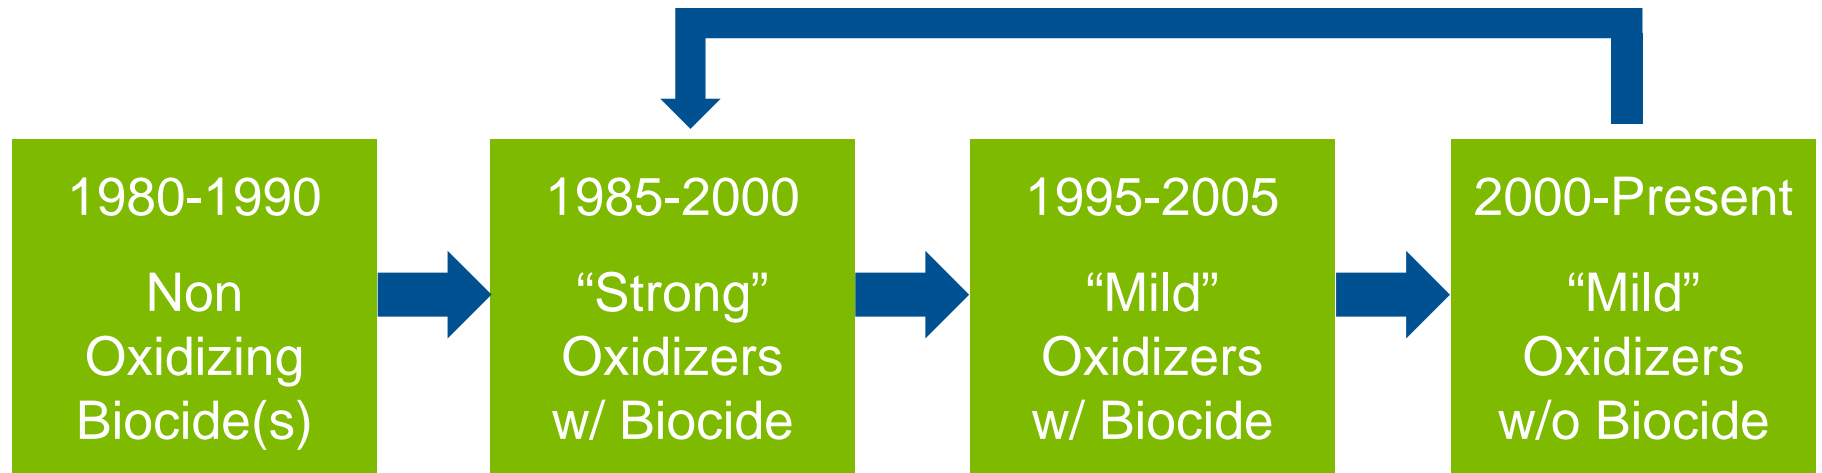 1980-1990
Non
Oxidizing
Biocide(s)
1985-2000
“Strong”
Oxidizers
w/ Biocide
1995-2005
“Mild”
Oxidizers
w/ Biocide
2000-Present
“Mild”
Oxidizers
w/o Biocide